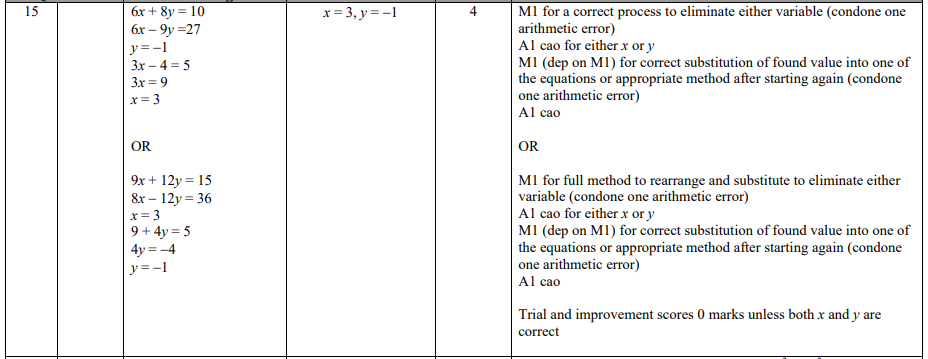 15
6x + 8y = 10
6x – 9y =27
y = –1
3x – 4 = 5
3x = 9
x = 3
OR
9x + 12y = 15
8x – 12y = 36
x = 3
9 + 4y = 5
4y = –4
y = –1
x = 3, y = –1
4
M1 for a correct process to eliminate either variable (condone one
arithmetic error)
A1 cao for either x or y
M1 (dep on M1) for correct substitution of found value into one of
the equations or appropriate method after starting again (condone
one arithmetic error)
A1 cao
OR
M1 for full method to rearrange and substitute to eliminate either
variable (condone one arithmetic error)
A1 cao for either x or y
M1 (dep on M1) for correct substitution of found value into one of
the equations or appropriate method after starting again (condone
one arithmetic error)
A1 cao
Trial and improvement scores 0 marks unless both x and y are
correct